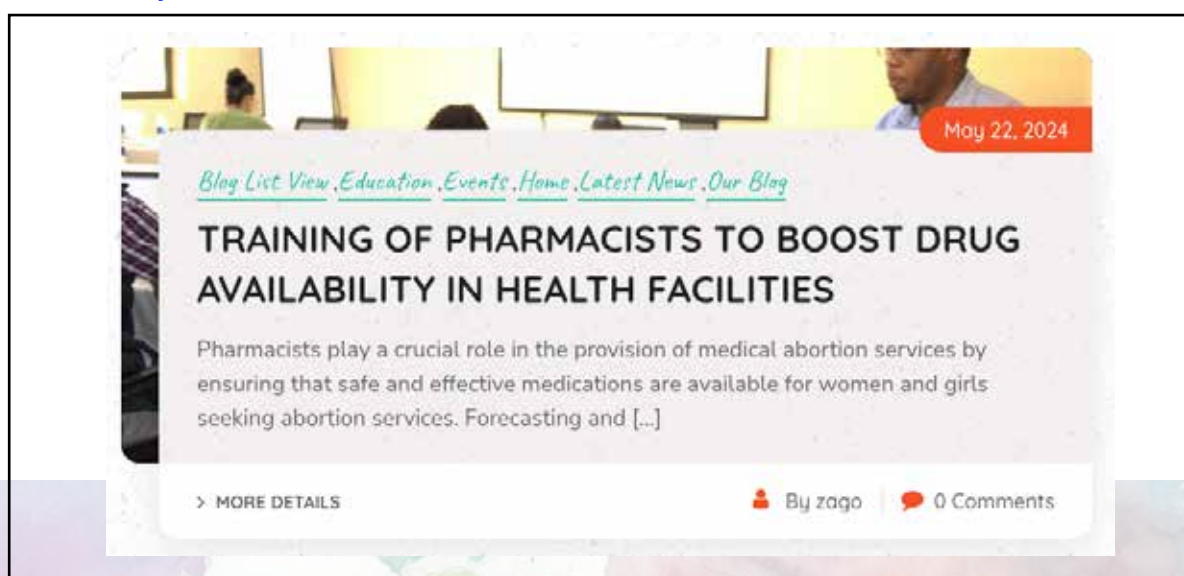 May 22, 2024
Blog List View ,Education ,Events ,Home ,Latest News ,Our Blog
TRAINING OF PHARMACISTS TO BOOST DRUG
AVAILABILITY IN HEALTH FACILITIES
Pharmacists play a crucial role in the provision of medical abortion services by
ensuring that safe and effective medications are available for women and girls
seeking abortion services. Forecasting and [...]
> MORE DETAILS
By zago
0 Comments